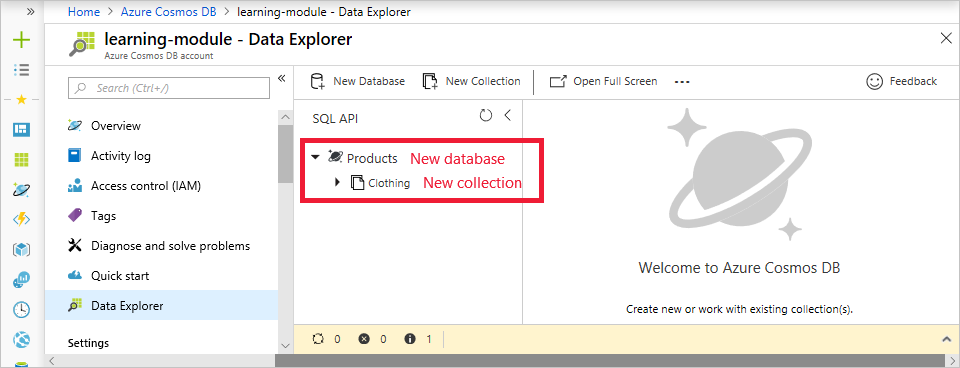 Home > Azure Cosmos DB > learning-module - Data Explorer
learning-module - Data Explorer
Azure Cosmos DB account
Search (Ctrl+/)
Overview
Activity log
Access control (IAM)
Tags
Diagnose and solve problems
Quick start
Data Explorer
Settings
New Database
New Collection
Open Full Screen
Feedback
SQL API
Products New database
Clothing New collection
Welcome to Azure Cosmos DB
Create new or work with existing collection(s).
0 0 1